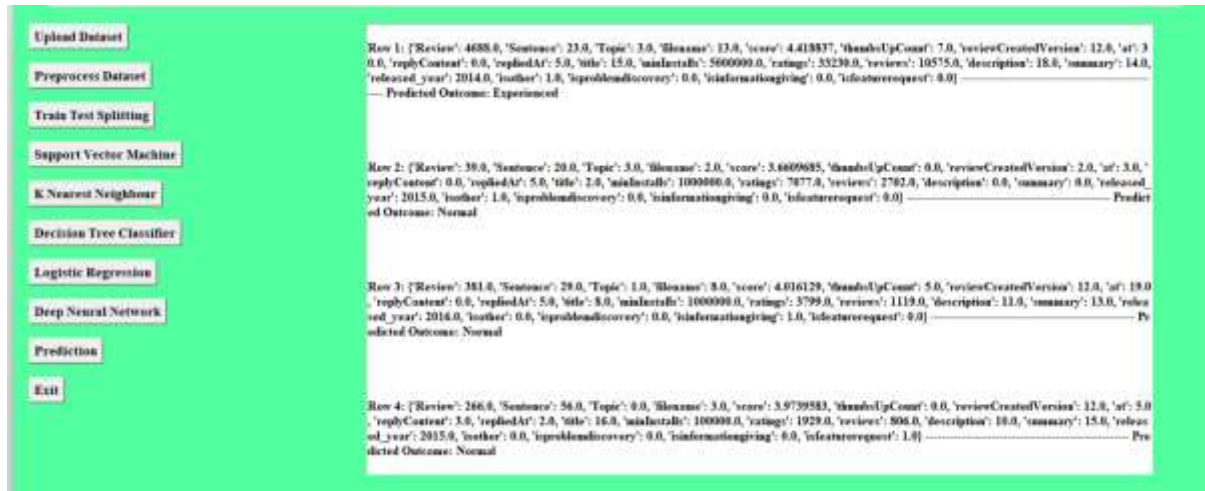 Upload Dataset
Preprocess Dataset
Train Test Splitting
Support Vector Machine
K Nearest Neighbour
Decision Tree Classifier
Logistic Regression
Deep Neural Network
Prediction
Exit
Row 1: {'Review': 4688.0, 'Sentence': 23.0, 'Topic': 3.0, 'filename': 13.0, 'score': 4.418837, 'thumbsUpCount': 7.0, 'reviewCreatedVersion': 12.0, 'at': 3
0.0, 'replyContent': 0.0, 'repliedAt': 5.0, 'title': 15.0, 'minInstalls': 5000000.0, 'ratings': 33230.0, 'reviews': 10575.0, 'description': 18.0, 'summary': 14.0,
'released_year': 2014.0, 'isother': 1.0, 'isproblemdiscovery': 0.0, 'isinformationgiving': 0.0, 'isfeaturerequest': 0.0} ----------------------------------------
---- Predicted Outcome: Experienced
Row 2: {'Review': 39.0, 'Sentence': 20.0, 'Topic': 3.0, 'filename': 2.0, 'score': 3.6609685, 'thumbsUpCount': 0.0, 'reviewCreatedVersion': 2.0, 'at': 3.0, '
replyContent': 0.0, 'repliedAt': 5.0, 'title': 2.0, 'minInstalls': 1000000.0, 'ratings': 7077.0, 'reviews': 2702.0, 'description': 0.0, 'summary': 0.0, 'released_
year': 2015.0, 'isother': 1.0, 'isproblemdiscovery': 0.0, 'isinformationgiving': 0.0, 'isfeaturerequest': 0.0} -------------------------------------------- Predict
ed Outcome: Normal
Row 3: {'Review': 381.0, 'Sentence': 29.0, 'Topic': 1.0, 'filename': 8.0, 'score': 4.016129, 'thumbsUpCount': 5.0, 'reviewCreatedVersion': 12.0, 'at': 19.0
, 'replyContent': 0.0, 'repliedAt': 5.0, 'title': 8.0, 'minInstalls': 1000000.0, 'ratings': 3799.0, 'reviews': 1119.0, 'description': 11.0, 'summary': 13.0, 'relea
sed_year': 2016.0, 'isother': 0.0, 'isproblemdiscovery': 0.0, 'isinformationgiving': 1.0, 'isfeaturerequest': 0.0} -------------------------------------------- Pr
edicted Outcome: Normal
Row 4: {'Review': 266.0, 'Sentence': 56.0, 'Topic': 0.0, 'filename': 3.0, 'score': 3.9739583, 'thumbsUpCount': 0.0, 'reviewCreatedVersion': 12.0, 'at': 5.0
, 'replyContent': 3.0, 'repliedAt': 2.0, 'title': 16.0, 'minInstalls': 100000.0, 'ratings': 1929.0, 'reviews': 806.0, 'description': 10.0, 'summary': 15.0, 'releas
ed_year': 2015.0, 'isother': 0.0, 'isproblemdiscovery': 0.0, 'isinformationgiving': 0.0, 'isfeaturerequest': 1.0} -------------------------------------------- Pre
dicted Outcome: Normal